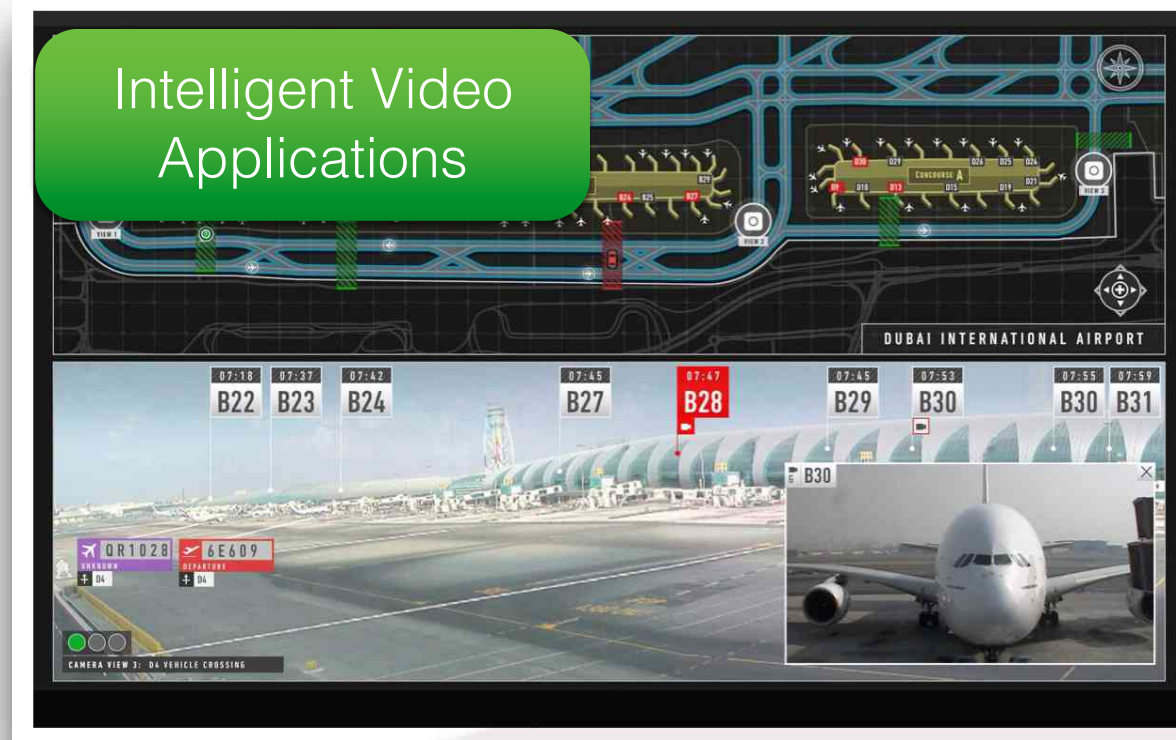 Intelligent Video
Applications
B29
B24
B25
B27
D30
D29
D26
D25
D24
CONCOURSE A
D9
D10
D13
D15
D19
D21
VIEW 1
VIEW 2
VIEW 3
DUBAI INTERNATIONAL AIRPORT
07:18 07:37 07:42 07:45 07:47 07:45 07:53 07:55 07:59
B22 B23 B24 B27 B28 B29 B30 B30 B31
B30
QR1028
UNKNOWN
D4
6E609
DEPARTURE
D4
CAMERA VIEW 3: D4 VEHICLE CROSSING